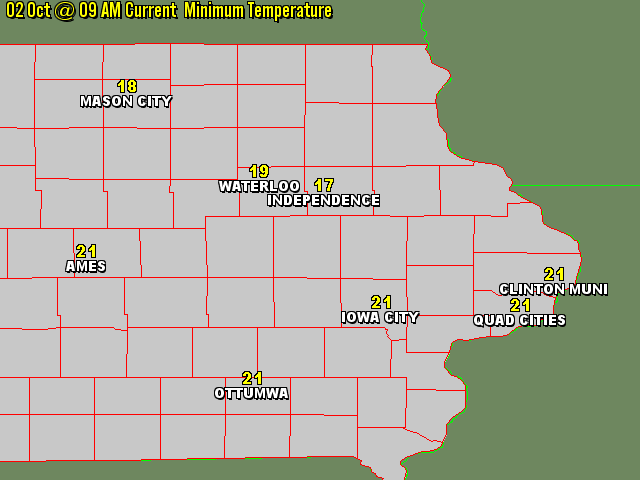 02 Oct @ 09 AM Current Minimum Temperature
18
MASON CITY
19
WATERLOO
17
INDEPENDENCE
21
AMES
21
CLINTON MUNI
21
IOWA CITY
21
QUAD CITIES
21
OTTUMWA